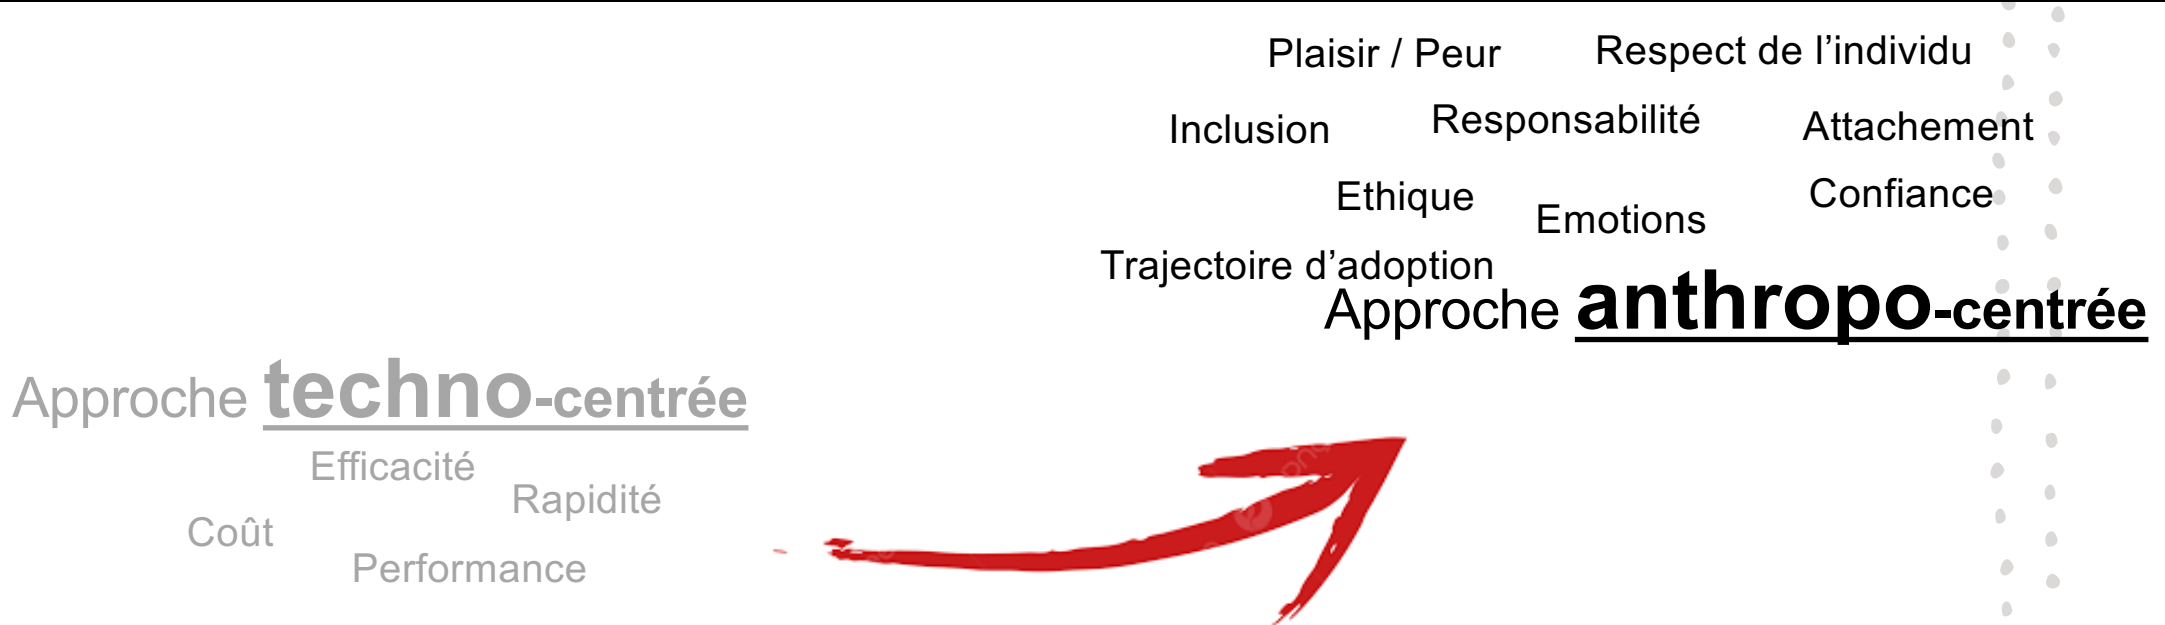 Plaisir / Peur
Respect de l’individu
Inclusion
Responsabilité
Attachement
Ethique
Emotions
Confiance
Trajectoire d’adoption
Approche anthropo-centrée
Approche techno-centrée
Efficacité
Rapidité
Coût
Performance